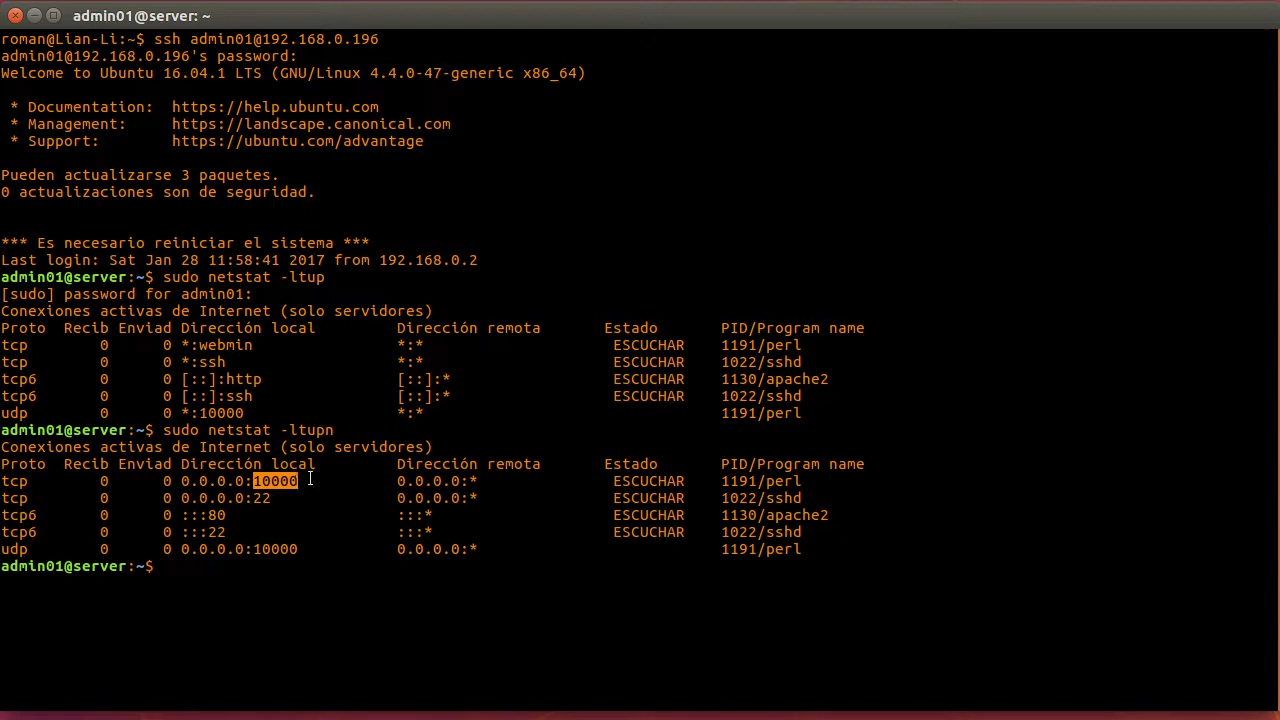 admin01@server: ~
roman@Lian-Li:~$ ssh admin01@192.168.0.196
admin01@192.168.0.196's password:
Welcome to Ubuntu 16.04.1 LTS (GNU/Linux 4.4.0-47-generic x86_64)
* Documentation:  https://help.ubuntu.com
* Management:     https://landscape.canonical.com
* Support:        https://ubuntu.com/advantage
Pueden actualizarse 3 paquetes.
0 actualizaciones son de seguridad.
*** Es necesario reiniciar el sistema ***
Last login: Sat Jan 28 11:58:41 2017 from 192.168.0.2
admin01@server:~$ sudo netstat -ltup
[sudo] password for admin01:
Conexiones activas de Internet (solo servidores)
Proto  Recib Enviad Dirección local         Dirección remota       Estado       PID/Program name
tcp        0      0 *:webmin                *:*                     ESCUCHAR    1191/perl
tcp        0      0 *:ssh                   *:*                     ESCUCHAR    1022/sshd
tcp6       0      0 [::]:http               [::]:*                  ESCUCHAR    1130/apache2
tcp6       0      0 [::]:ssh                [::]:*                  ESCUCHAR    1022/sshd
udp        0      0 *:10000                 *:*                                 1191/perl
admin01@server:~$ sudo netstat -ltupn
Conexiones activas de Internet (solo servidores)
Proto  Recib Enviad Dirección local         Dirección remota       Estado       PID/Program name
tcp        0      0 0.0.0.0:10000           0.0.0.0:*               ESCUCHAR    1191/perl
tcp        0      0 0.0.0.0:22              0.0.0.0:*               ESCUCHAR    1022/sshd
tcp6       0      0 :::80                   :::*                    ESCUCHAR    1130/apache2
tcp6       0      0 :::22                   :::*                    ESCUCHAR    1022/sshd
udp        0      0 0.0.0.0:10000           0.0.0.0:*                           1191/perl
admin01@server:~$